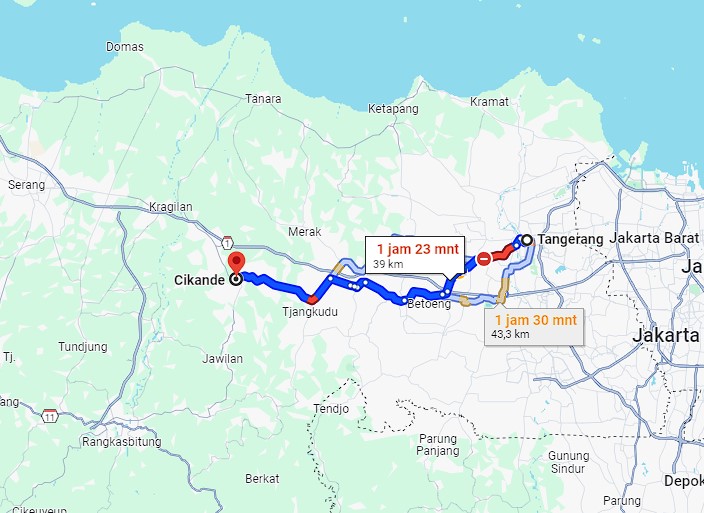 Domas
Tanara
Ketapang
Kramat
Serang
Kragilan
Merak
1
1 jam 23 mnt
39 km
Tangerang
Jakarta Barat
Ja
Cikande
Betoeng
Tjangkudu
1 jam 30 mnt
43,3 km
Jakarta
Tundjung
Tj.
Jawilan
ang
11
Tendjo
Rangkasbitung
Parung
Panjang
Gunung
Sindur
Berkat
Depok
Parung
Cikeuyeup